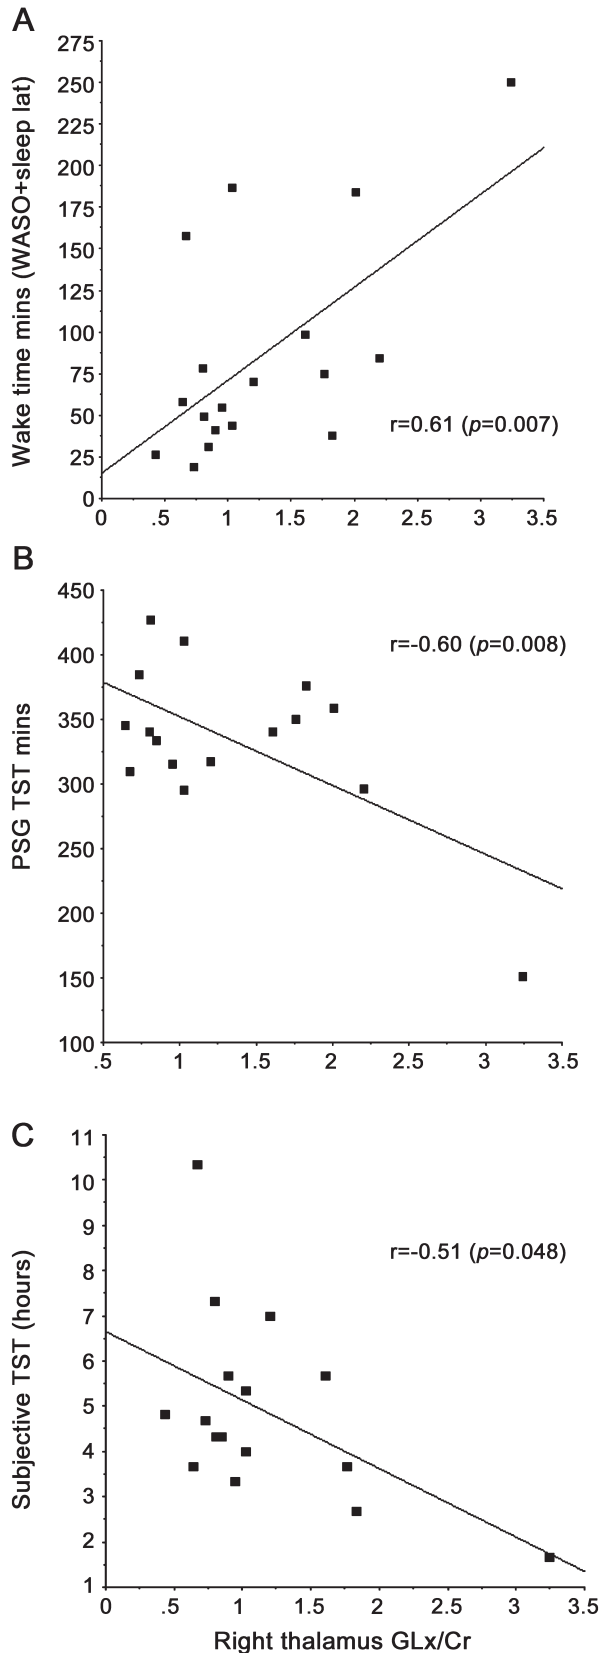 A
Wake time mins (WASO+sleep lat)
275
250
225
200
175
150
125
100
75
50
25
0
r=0.61 (p=0.007)
0 .5 1 1.5 2 2.5 3 3.5
B
PSG TST mins
450
400
350
300
250
200
150
100
r=-0.60 (p=0.008)
.5 1 1.5 2 2.5 3 3.5
C
Subjective TST (hours)
11
10
9
8
7
6
5
4
3
2
1
r=-0.51 (p=0.048)
0 .5 1 1.5 2 2.5 3 3.5
Right thalamus GLx/Cr